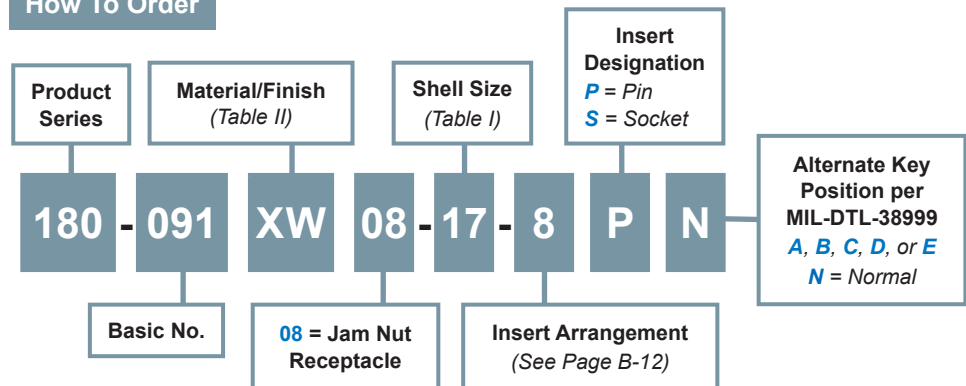 How To Order
Product
Series
Material/Finish
(Table II)
Shell Size
(Table I)
Insert
Designation
P = Pin
S = Socket
180 - 091 XW 08 - 17 - 8 P N
Alternate Key
Position per
MIL-DTL-38999
A, B, C, D, or E
N = Normal
Basic No.
08 = Jam Nut
Receptacle
Insert Arrangement
(See Page B-12)